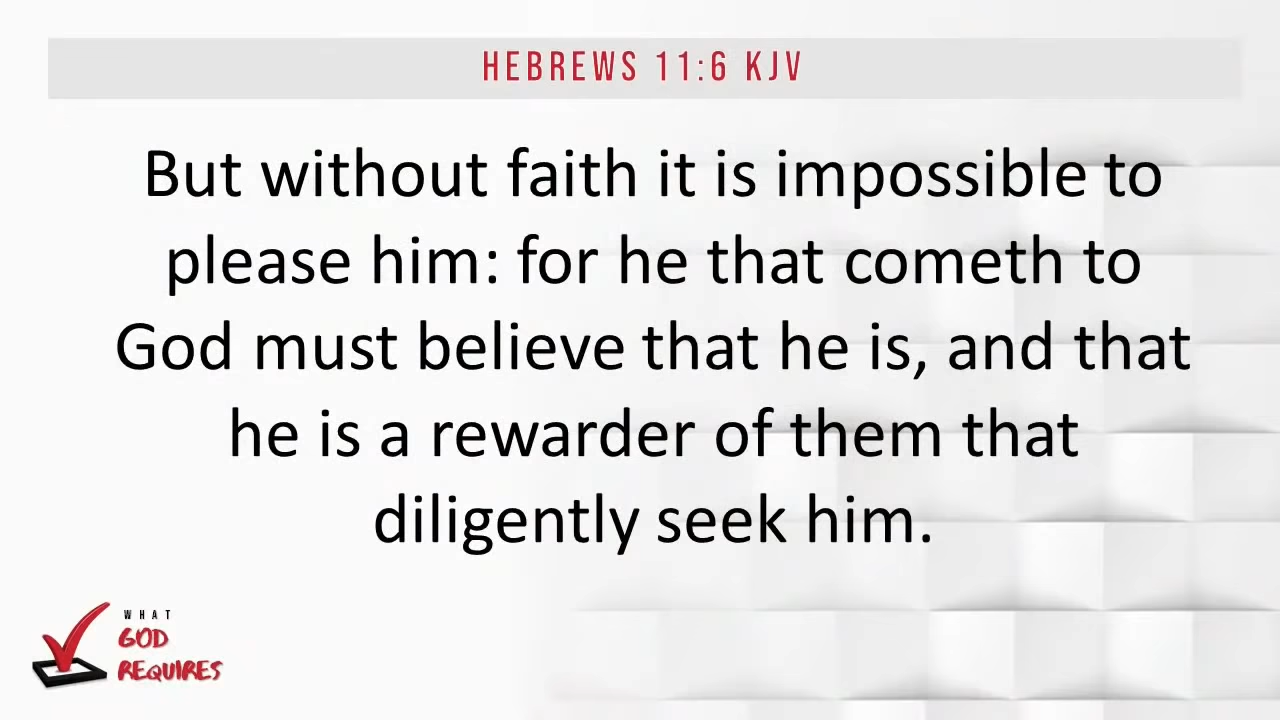 HEBREWS 11:6 KJV
But without faith it is impossible to
please him: for he that cometh to
God must believe that he is, and that
he is a rewarder of them that
diligently seek him.
WHAT
GOD
REQUIRES